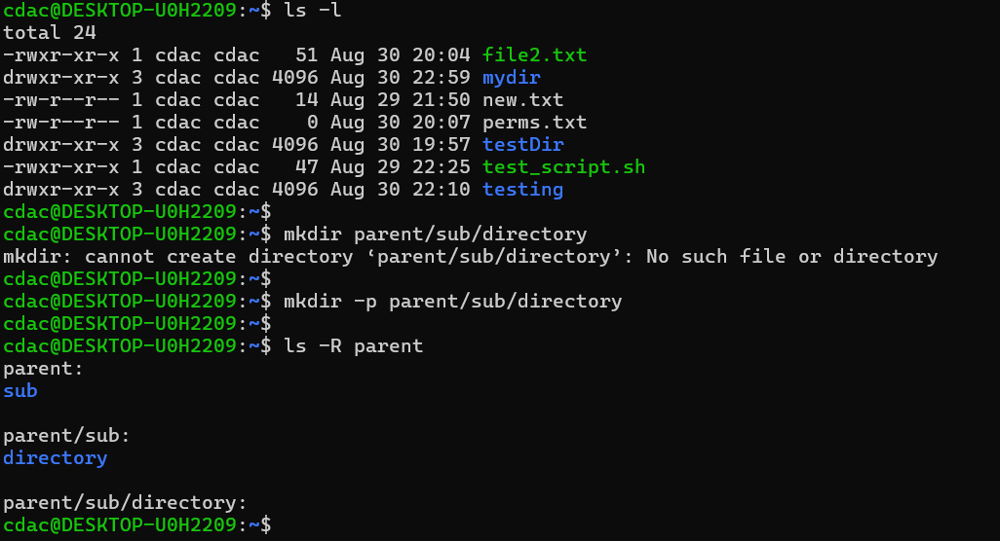 cdac@DESKTOP-U0H2209:~$ ls -l
total 24
-rwxr-xr-x 1 cdac cdac   51 Aug 30 20:04 file2.txt
drwxr-xr-x 3 cdac cdac 4096 Aug 30 22:59 mydir
-rw-r--r-- 1 cdac cdac   14 Aug 29 21:50 new.txt
-rw-r--r-- 1 cdac cdac    0 Aug 30 20:07 perms.txt
drwxr-xr-x 3 cdac cdac 4096 Aug 30 19:57 testDir
-rwxr-xr-x 1 cdac cdac   47 Aug 29 22:25 test_script.sh
drwxr-xr-x 3 cdac cdac 4096 Aug 30 22:10 testing
cdac@DESKTOP-U0H2209:~$
cdac@DESKTOP-U0H2209:~$ mkdir parent/sub/directory
mkdir: cannot create directory ‘parent/sub/directory’: No such file or directory
cdac@DESKTOP-U0H2209:~$
cdac@DESKTOP-U0H2209:~$ mkdir -p parent/sub/directory
cdac@DESKTOP-U0H2209:~$
cdac@DESKTOP-U0H2209:~$ ls -R parent
parent:
sub

parent/sub:
directory

parent/sub/directory:
cdac@DESKTOP-U0H2209:~$